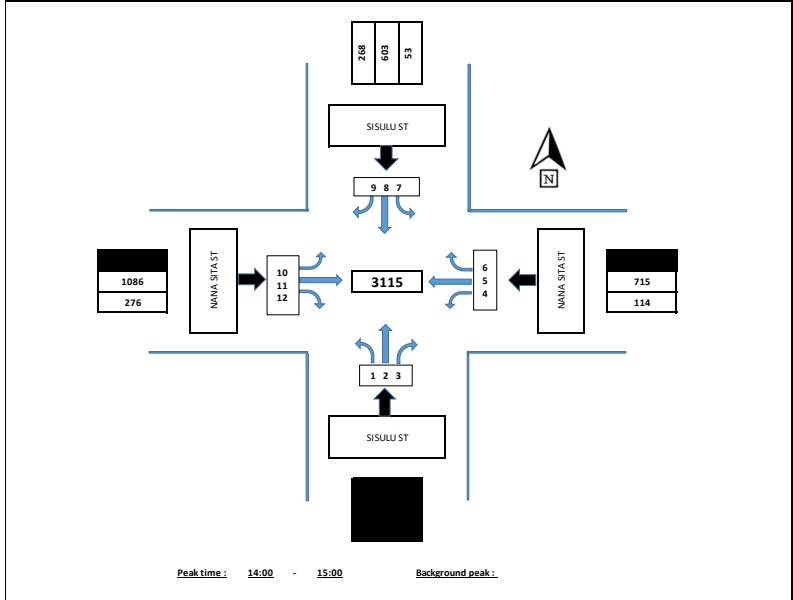 268 603 53
SISULU ST
N
9 8 7
NANA SITA ST
1086
276
10
11
12
3115
6
5
4
NANA SITA ST
715
114
1 2 3
SISULU ST
Peak time : 14:00 - 15:00 Background peak :